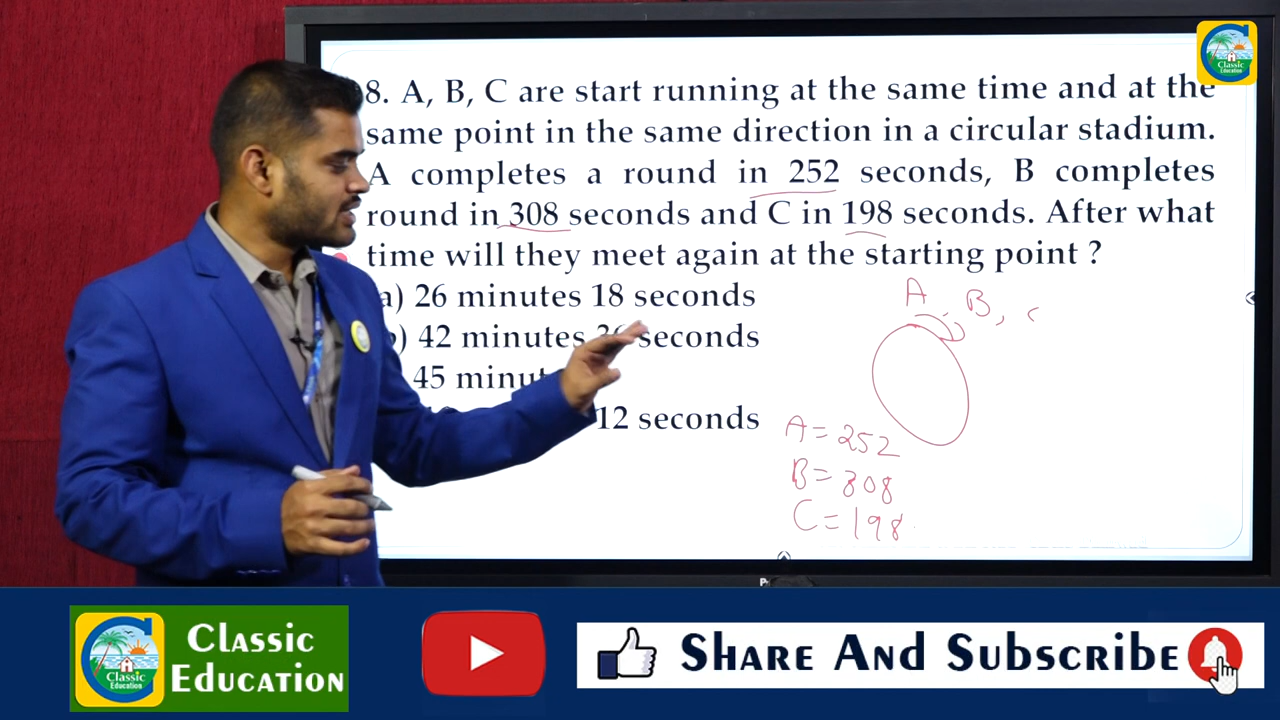 8. A, B, C are start running at the same time and at the
same point in the same direction in a circular stadium.
A completes a round in 252 seconds, B completes
round in 308 seconds and C in 198 seconds. After what
time will they meet again at the starting point ?
a) 26 minutes 18 seconds
) 42 minutes 36 seconds
45
12 seconds
A, B, C
A = 252
B = 308
C = 198
Classic
Education
Classic
Education
Classic
Education
Share And Subscribe